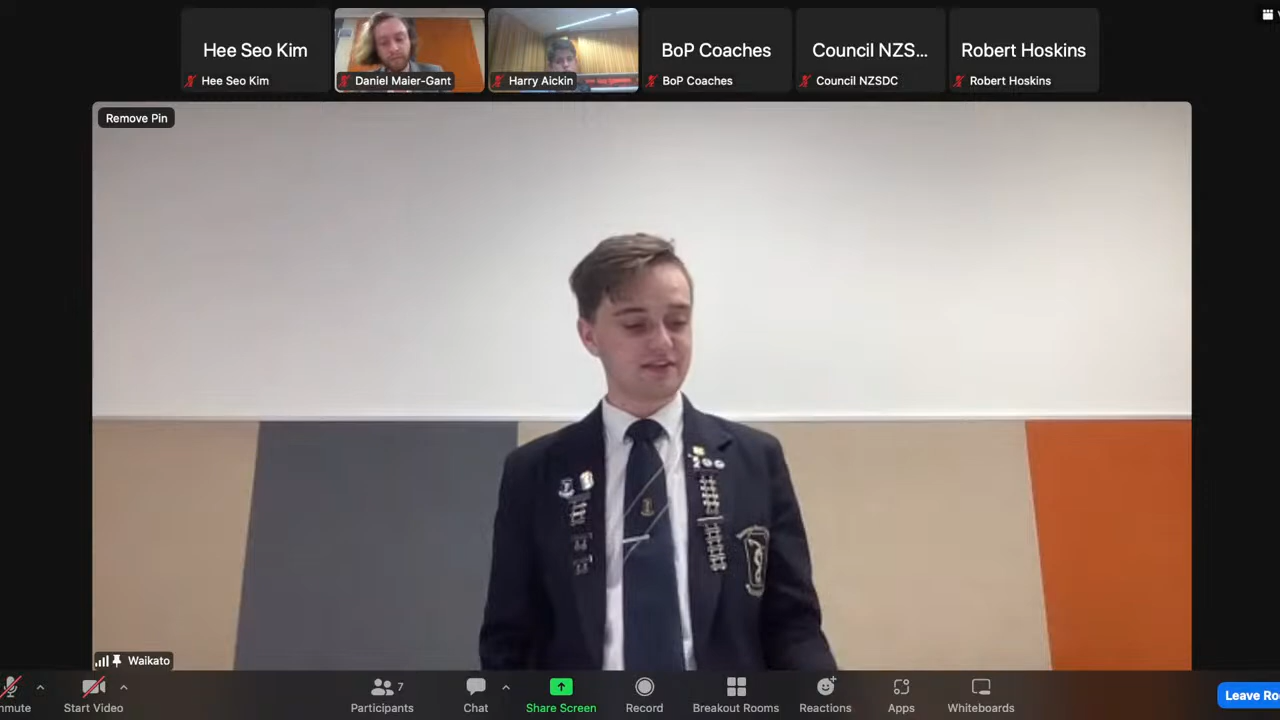 Hee Seo Kim
BoP Coaches
Council NZS...
Robert Hoskins
Hee Seo Kim
Daniel Maier-Gant
Harry Aickin
BoP Coaches
Council NZSDC
Robert Hoskins
Remove Pin
Waikato
nmute
Start Video
Participants
7
Chat
Share Screen
Record
Breakout Rooms
Reactions
Apps
Whiteboards
Leave Ro